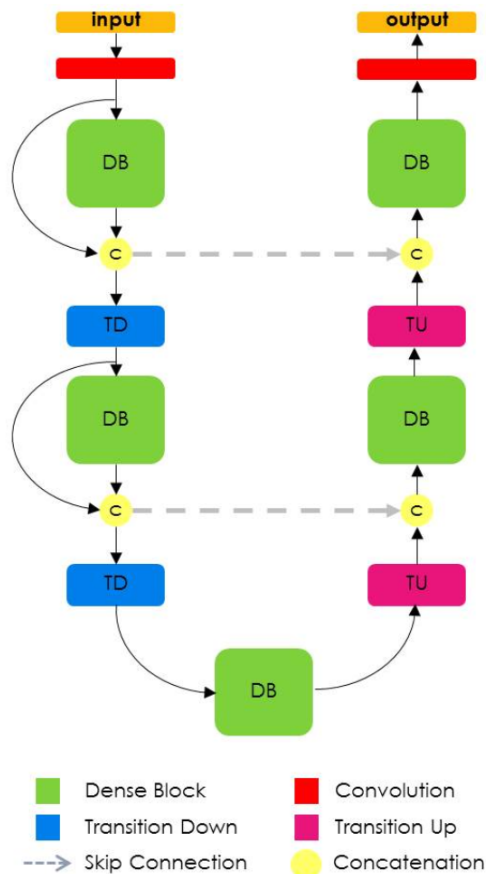 input output
DB DB
C C
TD TU
DB DB
C C
TD TU
DB
Dense Block Convolution
Transition Down Transition Up
Skip Connection Concatenation